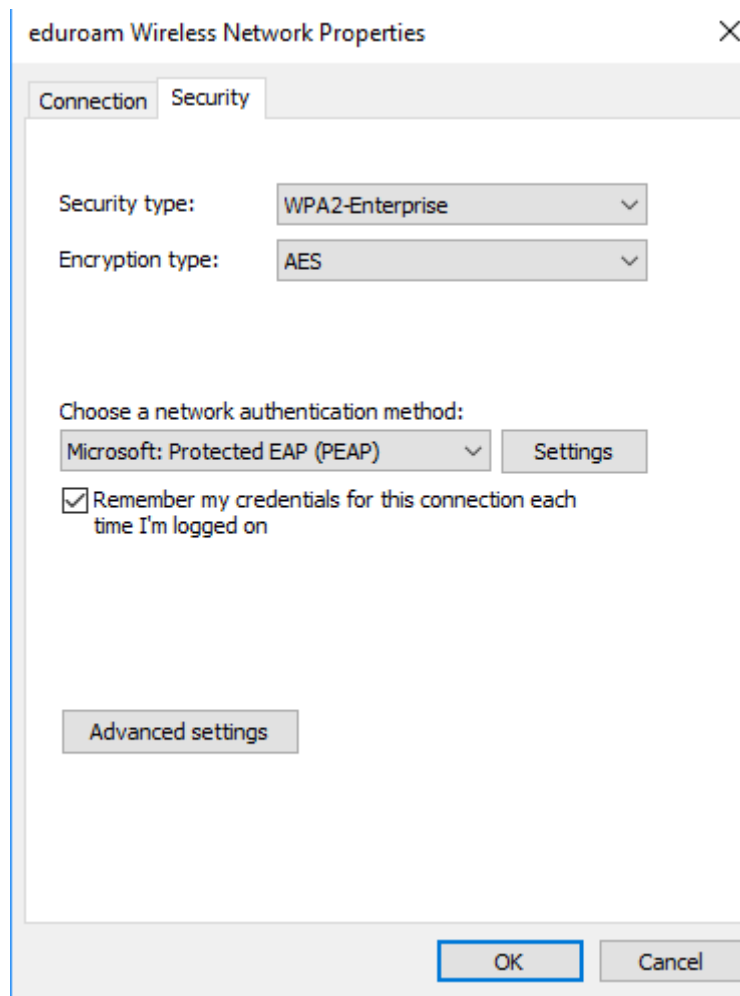 eduroam Wireless Network Properties
Connection
Security
Security type:
WPA2-Enterprise
Encryption type:
AES
Choose a network authentication method:
Microsoft: Protected EAP (PEAP)
Settings
Remember my credentials for this connection each
time I'm logged on
Advanced settings
OK
Cancel